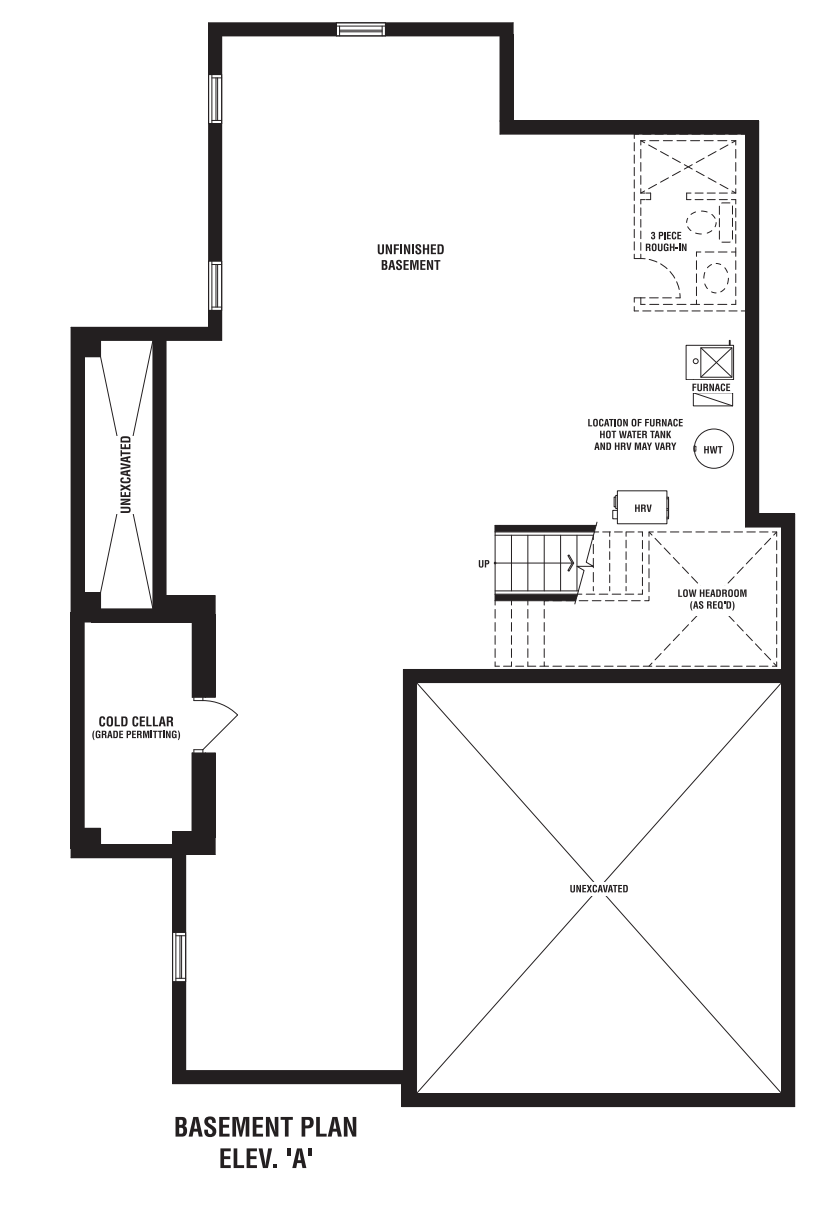 UNFINISHED
BASEMENT
3 PIECE
ROUGH-IN
FURNACE
LOCATION OF FURNACE
HOT WATER TANK
AND HRV MAY VARY
HWT
HRV
UP
LOW HEADROOM
(AS REQ'D)
UNEXCAVATED
COLD CELLAR
(GRADE PERMITTING)
UNEXCAVATED
BASEMENT PLAN
ELEV. 'A'